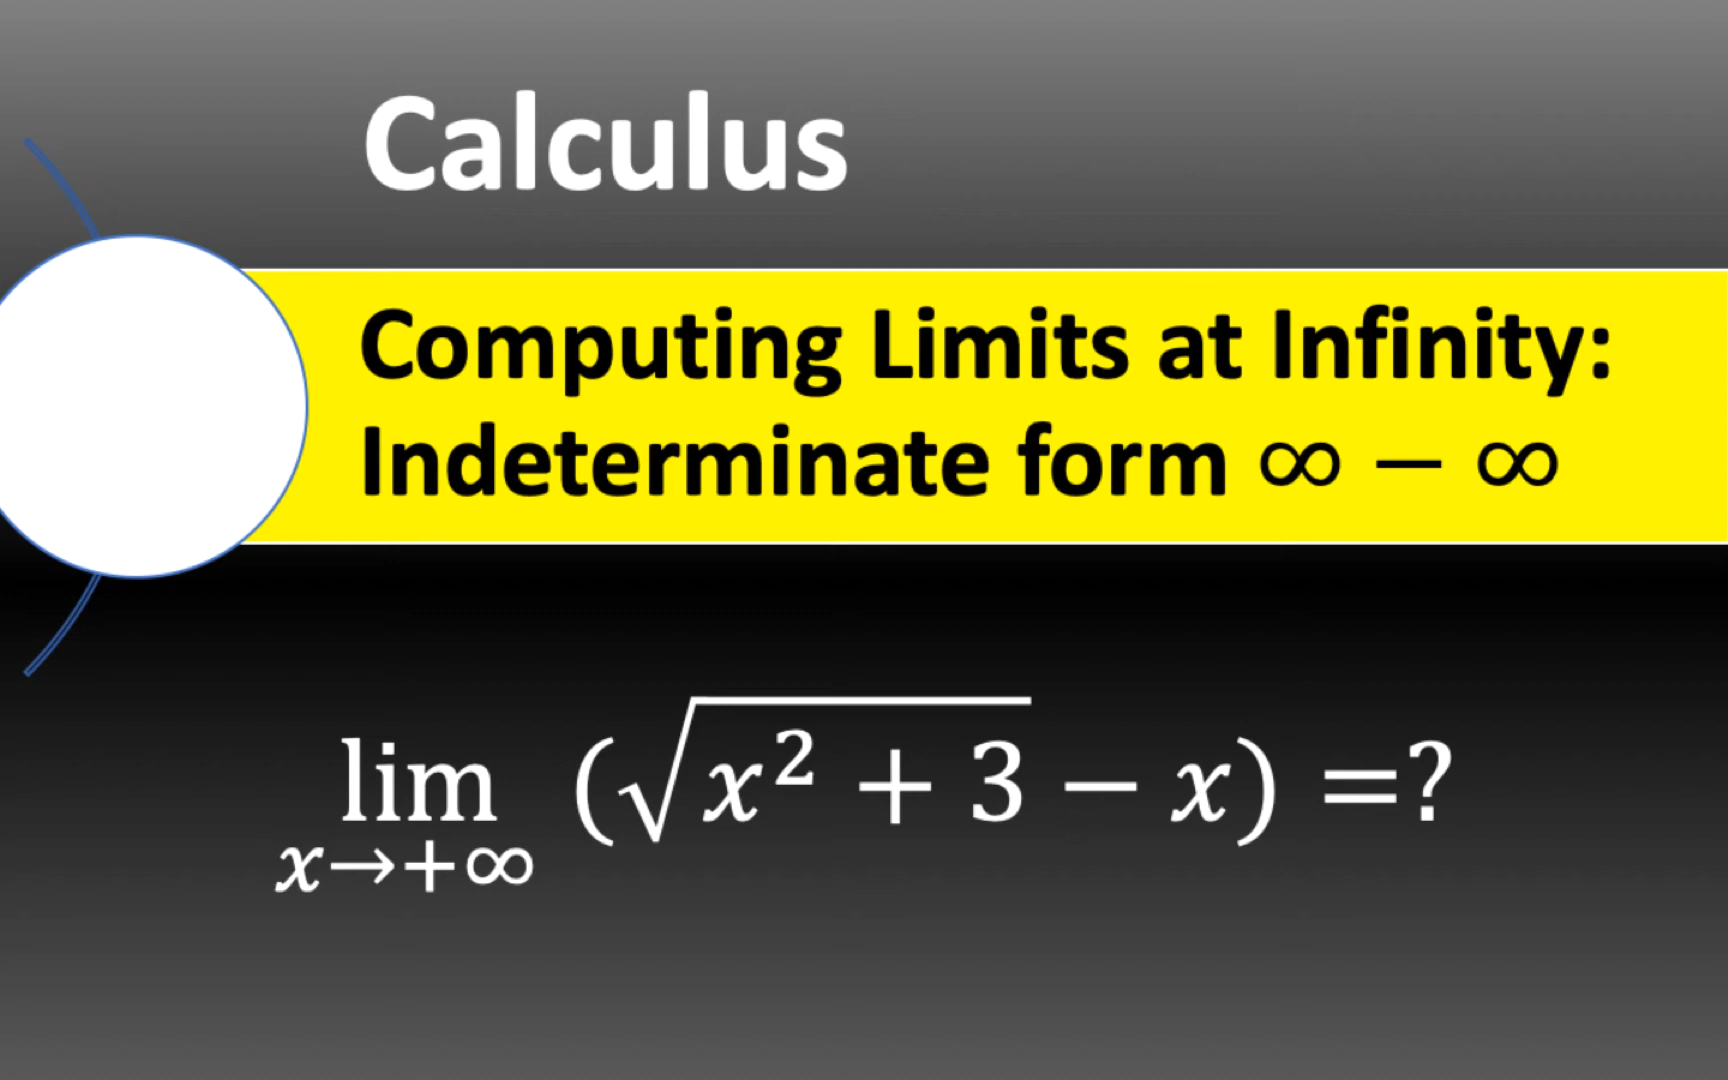 Calculus
Computing Limits at Infinity:
Indeterminate form ∞ − ∞
lim (√x² + 3 − x) =?
x→+∞